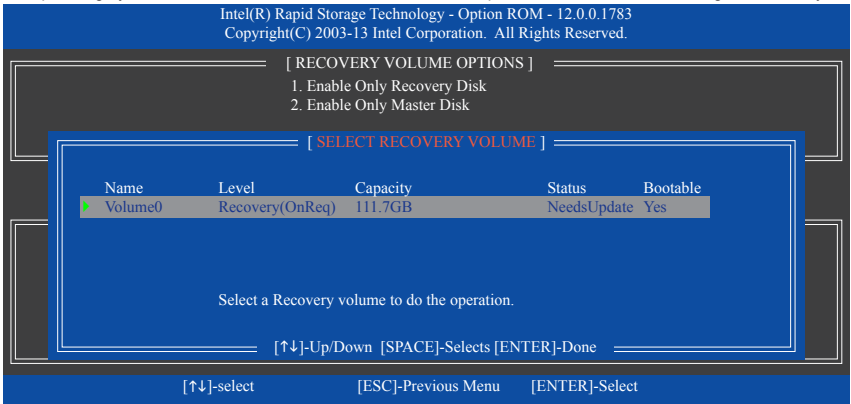 Intel(R) Rapid Storage Technology - Option ROM - 12.0.0.1783
Copyright(C) 2003-13 Intel Corporation. All Rights Reserved.
[ RECOVERY VOLUME OPTIONS ]
1. Enable Only Recovery Disk
2. Enable Only Master Disk
[ SELECT RECOVERY VOLUME ]
Name Level Capacity Status Bootable
Volume0 Recovery(OnReq) 111.7GB NeedsUpdate Yes
Select a Recovery volume to do the operation.
[↑↓]-Up/Down [SPACE]-Selects [ENTER]-Done
[↑↓]-select [ESC]-Previous Menu [ENTER]-Select